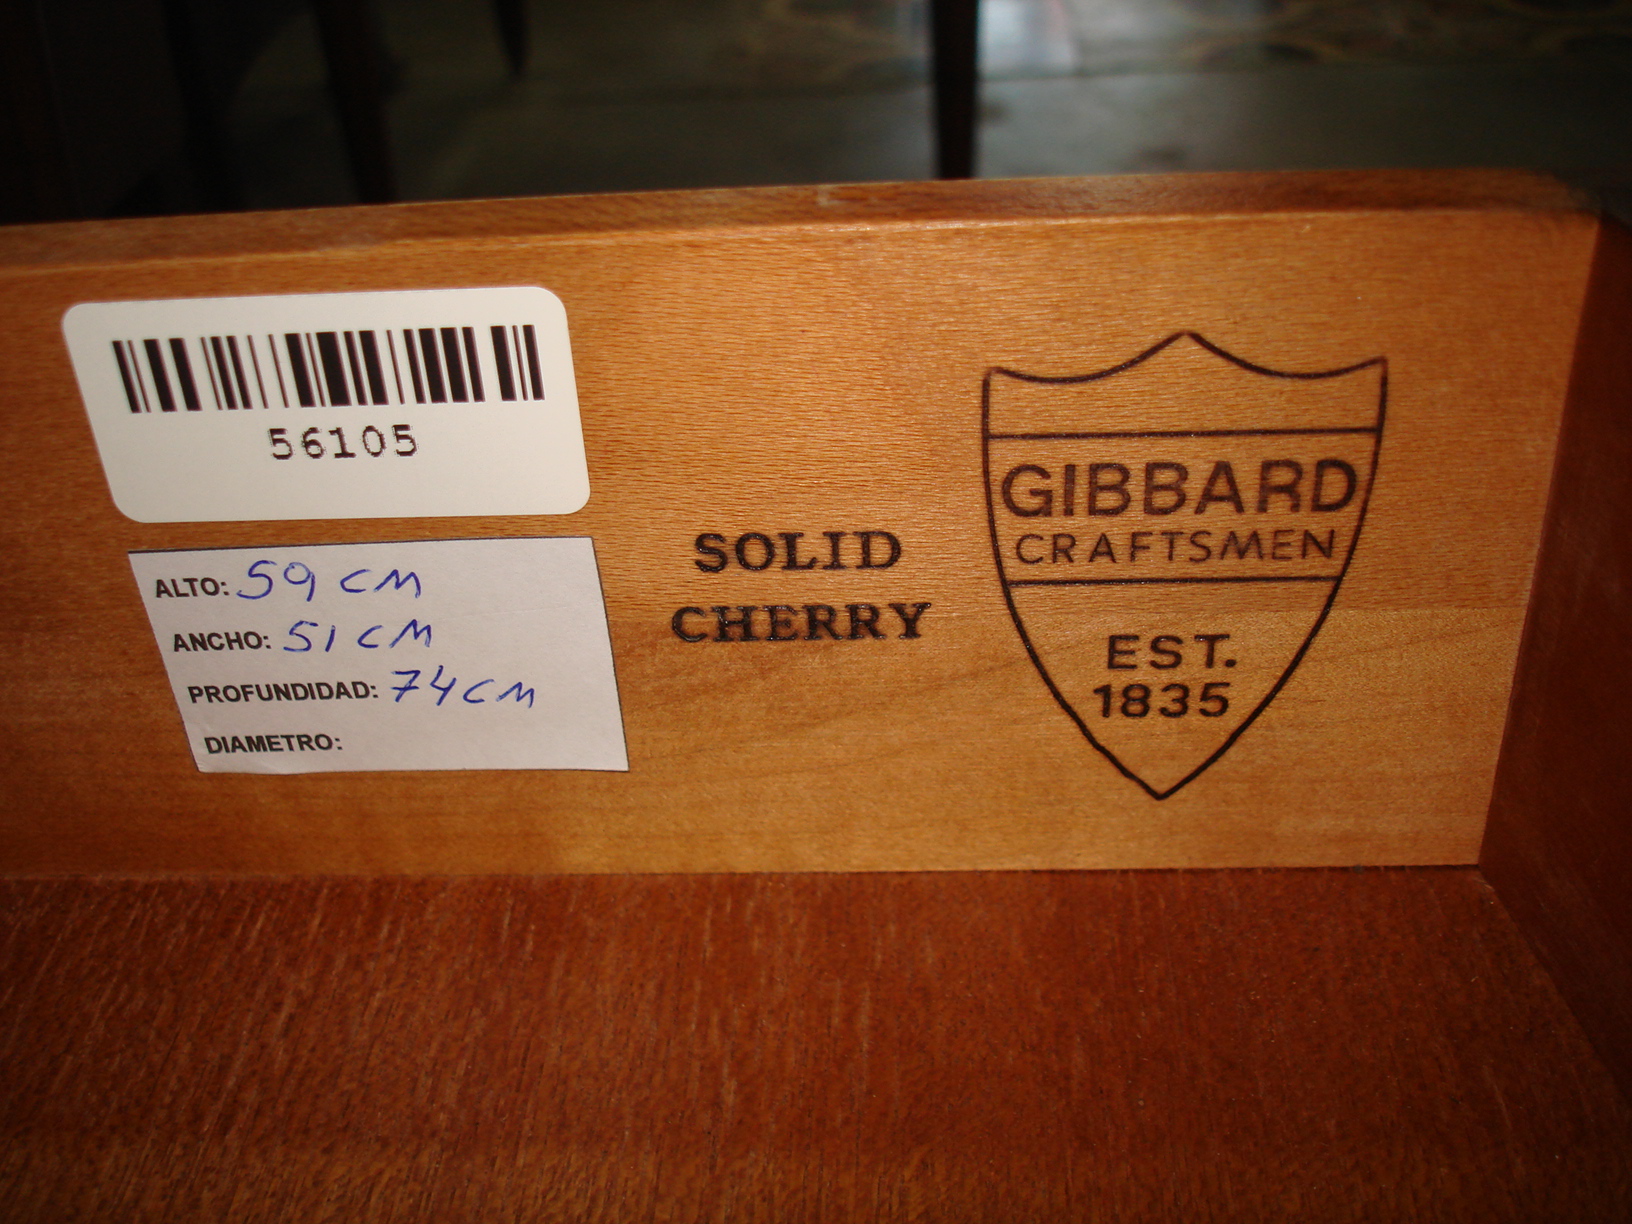 56105
ALTO: 59 CM
ANCHO: 51 CM
PROFUNDIDAD: 74 CM
DIAMETRO:
SOLID
CHERRY
GIBBARD
CRAFTSMEN
EST.
1835